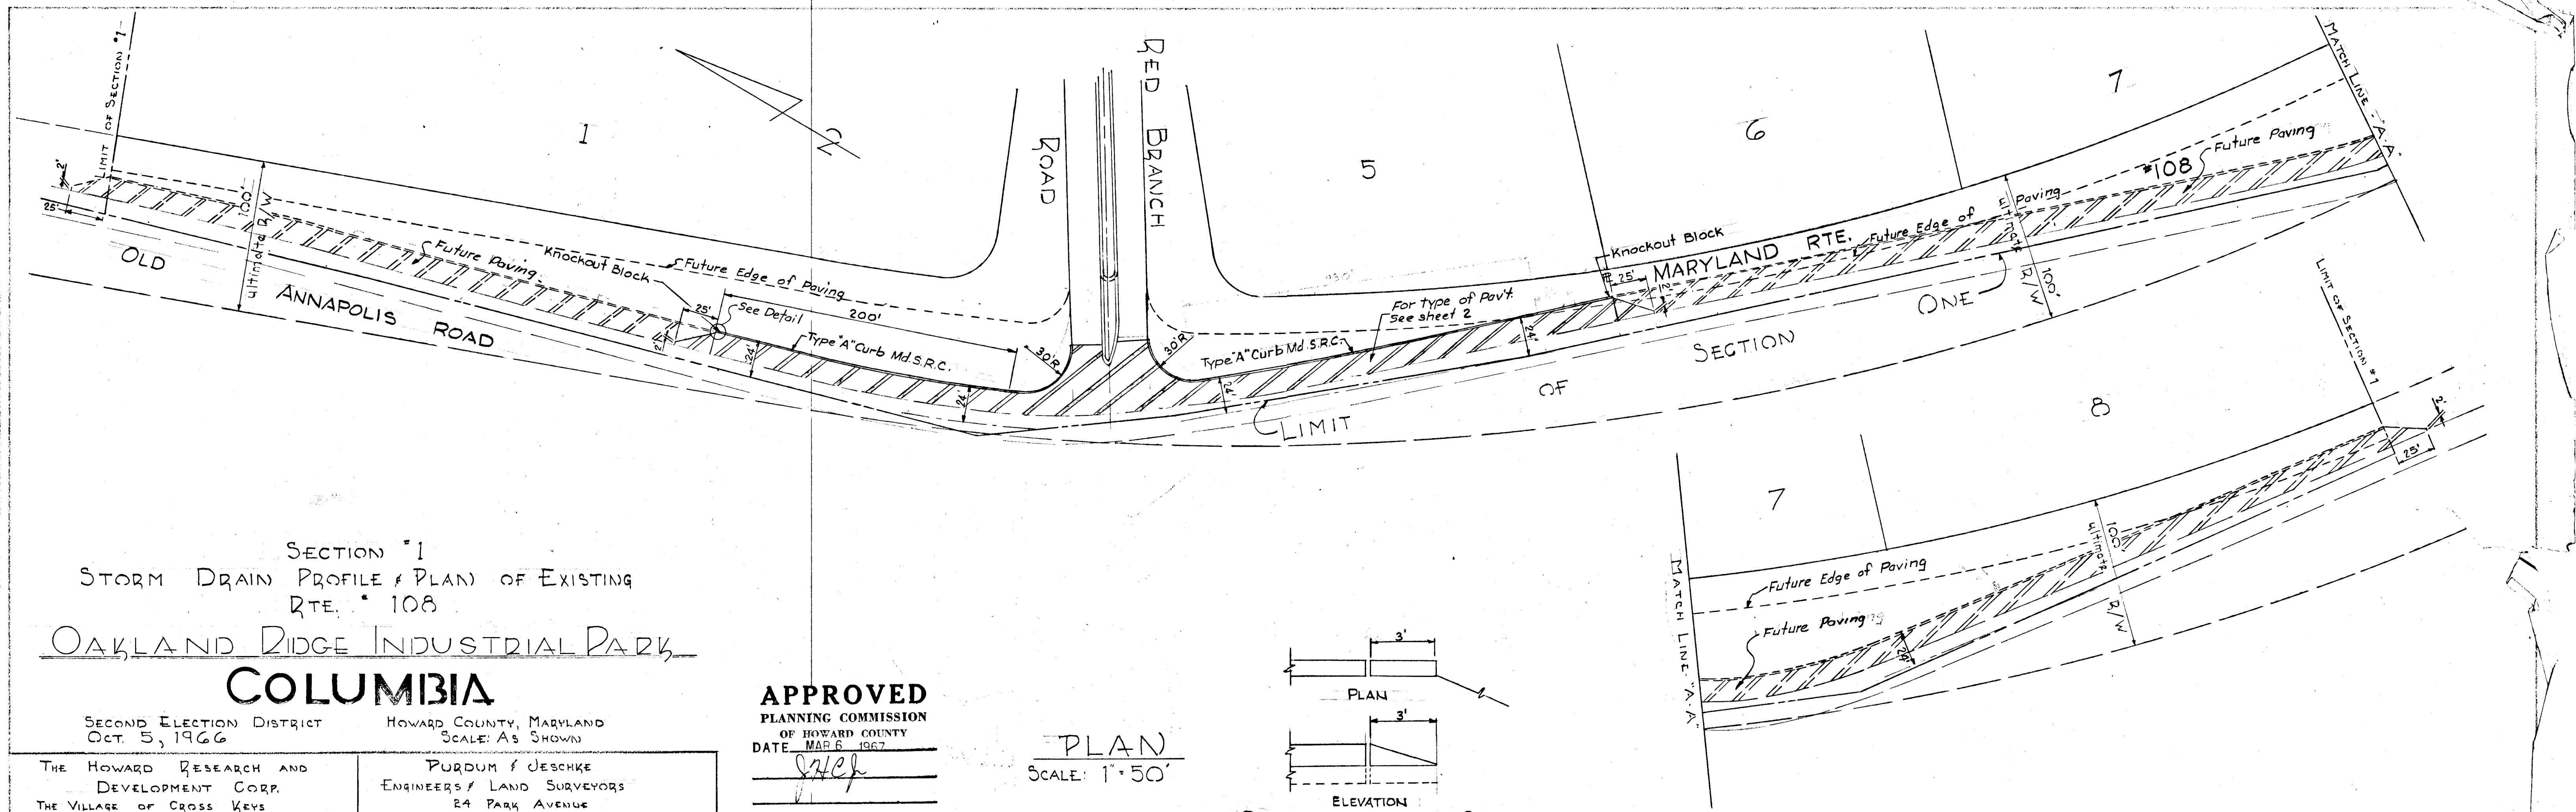 LIMIT OF SECTION #1
1
2'
25'
100'
ultimate R/W
OLD
ANNAPOLIS ROAD
Future Paving
Knockout Block
Future Edge of Paving
25'
2'
See Detail
200'
24'
Type "A" Curb Md. S.R.C.
24'
30'R
ROAD
RED BRANCH
30'R
5
Type "A" Curb Md. S.R.C.
24'
For type of Pav't.
See sheet 2
24'
Knockout Block
25'
MARYLAND RTE. #108
Future Edge of Paving
6
7
Future Paving
100'
R/W
MATCH LINE - A-A.
LIMIT
OF
SECTION
ONE
LIMIT OF SECTION #1
8
2'
25'
7
Future Edge of Paving
Future Paving
24'
100'
ultimate
R/W
MATCH LINE "A-A"
SECTION #1
STORM DRAIN PROFILE & PLAN OF EXISTING
RTE. # 108
OAKLAND RIDGE INDUSTRIAL PARK
COLUMBIA
SECOND ELECTION DISTRICT
OCT. 5, 1966
HOWARD COUNTY, MARYLAND
SCALE: AS SHOWN
THE HOWARD RESEARCH AND
DEVELOPMENT CORP.
THE VILLAGE OF CROSS KEYS
PURDUM & JESCHKE
ENGINEERS & LAND SURVEYORS
24 PARK AVENUE
APPROVED
PLANNING COMMISSION
OF HOWARD COUNTY
DATE MAR 6 1967
PLAN
SCALE: 1"=50'
3'
PLAN
3'
ELEVATION